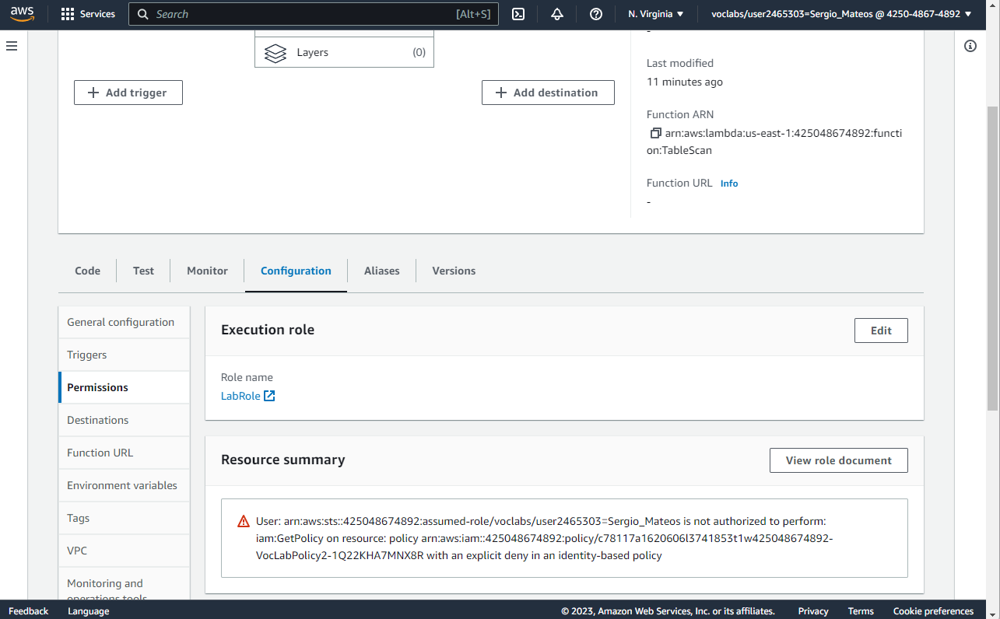 aws
Services
Search
[Alt+S]
N. Virginia
voclabs/user2465303=Sergio_Mateos @ 4250-4867-4892
Layers
(0)
Add trigger
Add destination
-
Last modified
11 minutes ago
Function ARN
arn:aws:lambda:us-east-1:425048674892:functi
on:TableScan
Function URL Info
-
Code
Test
Monitor
Configuration
Aliases
Versions
General configuration
Triggers
Permissions
Destinations
Function URL
Environment variables
Tags
VPC
Monitoring and
operations tools
Execution role
Edit
Role name
LabRole
Resource summary
View role document
User: arn:aws:sts::425048674892:assumed-role/voclabs/user2465303=Sergio_Mateos is not authorized to perform:
iam:GetPolicy on resource: policy arn:aws:iam::425048674892:policy/c78117a1620606l3741853t1w425048674892-
VocLabPolicy2-1Q22KHA7MNX8R with an explicit deny in an identity-based policy
Feedback
Language
© 2023, Amazon Web Services, Inc. or its affiliates.
Privacy
Terms
Cookie preferences